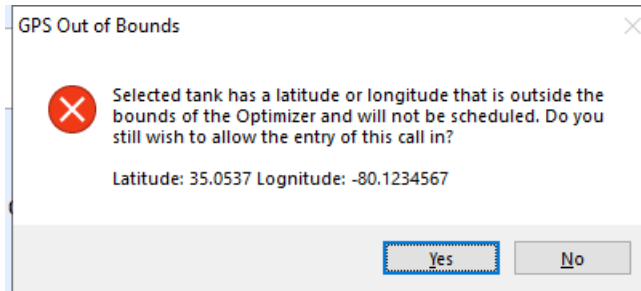 GPS Out of Bounds
Selected tank has a latitude or longitude that is outside the
bounds of the Optimizer and will not be scheduled. Do you
still wish to allow the entry of this call in?
Latitude: 35.0537 Lognitude: -80.1234567
Yes No